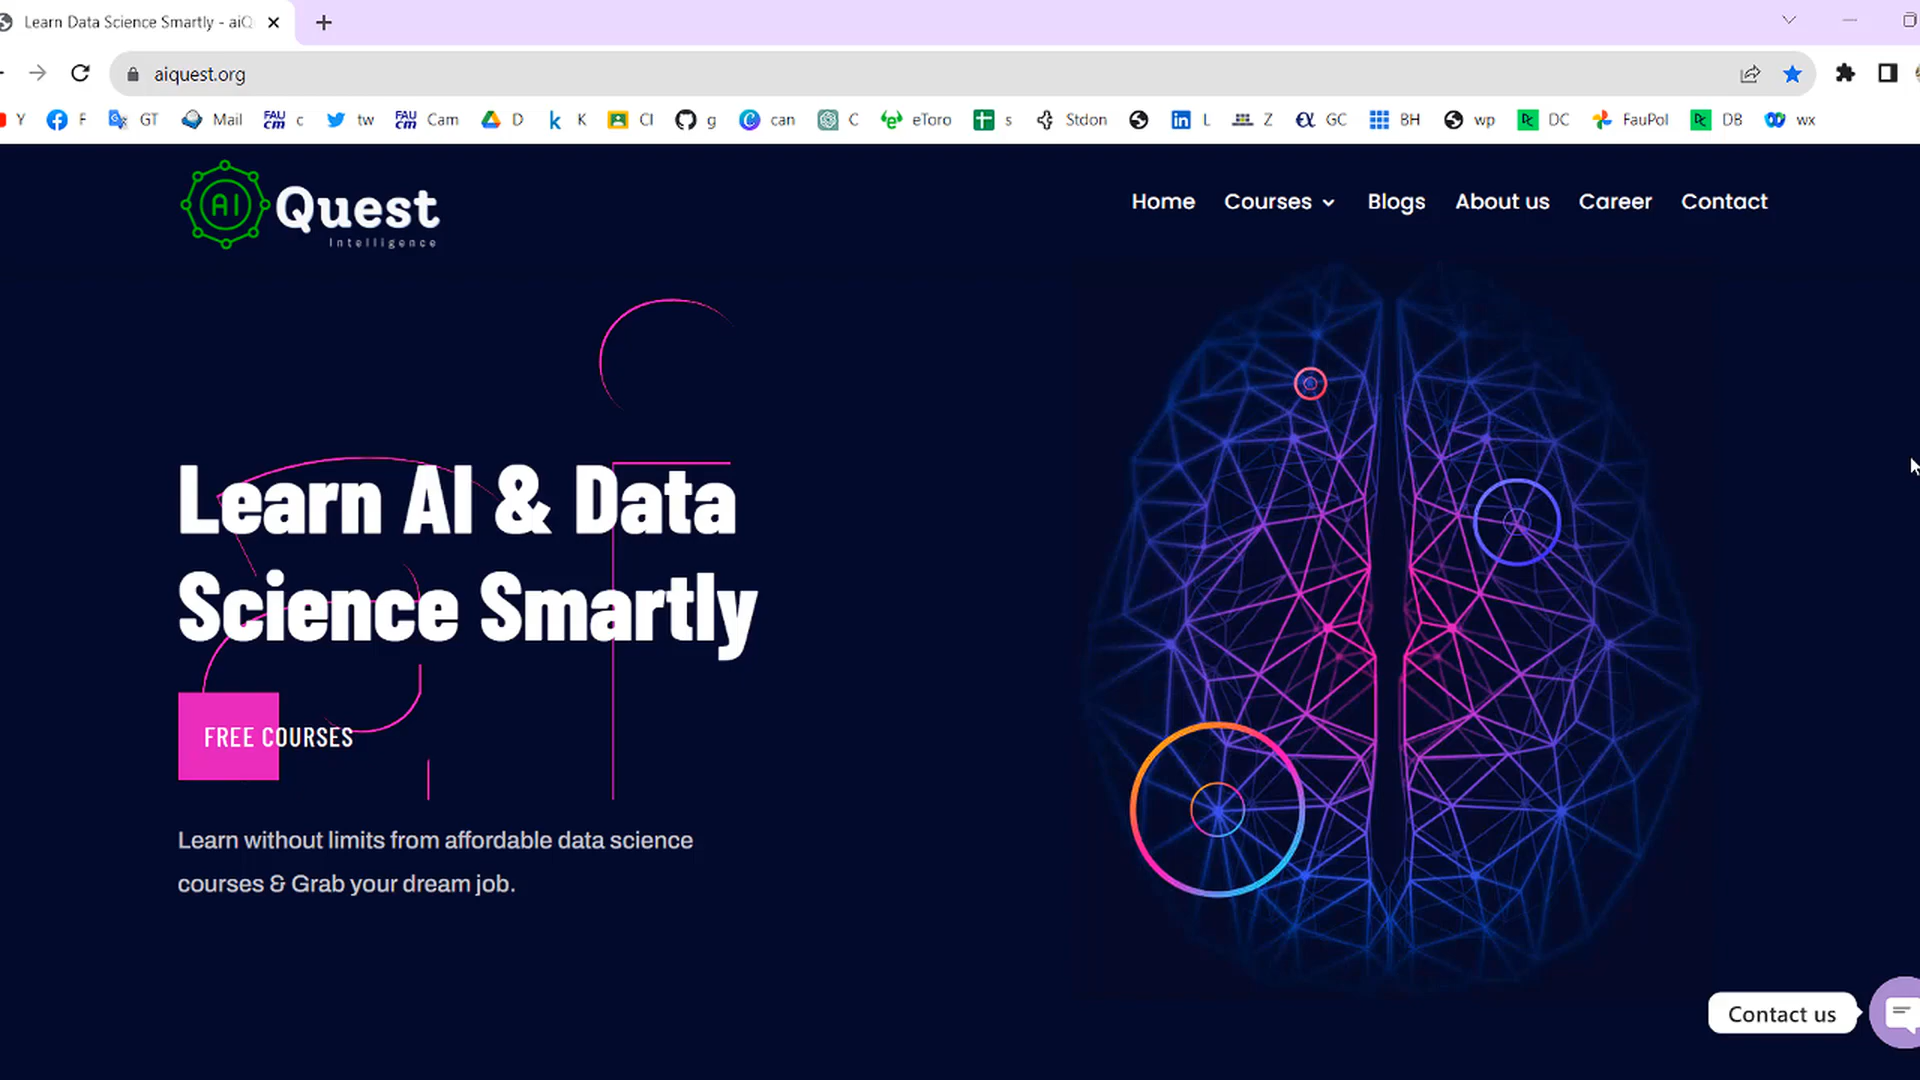 Learn Data Science Smartly - aiQ
aiquest.org
Y F GT Mail FAU c tw FAU Cam D K Cl g can C eToro s Stdon L Z GC BH wp DC FauPol DB wx
AI Quest
Intelligence
Home Courses Blogs About us Career Contact
Learn AI & Data
Science Smartly
FREE COURSES
Learn without limits from affordable data science
courses & Grab your dream job.
Contact us